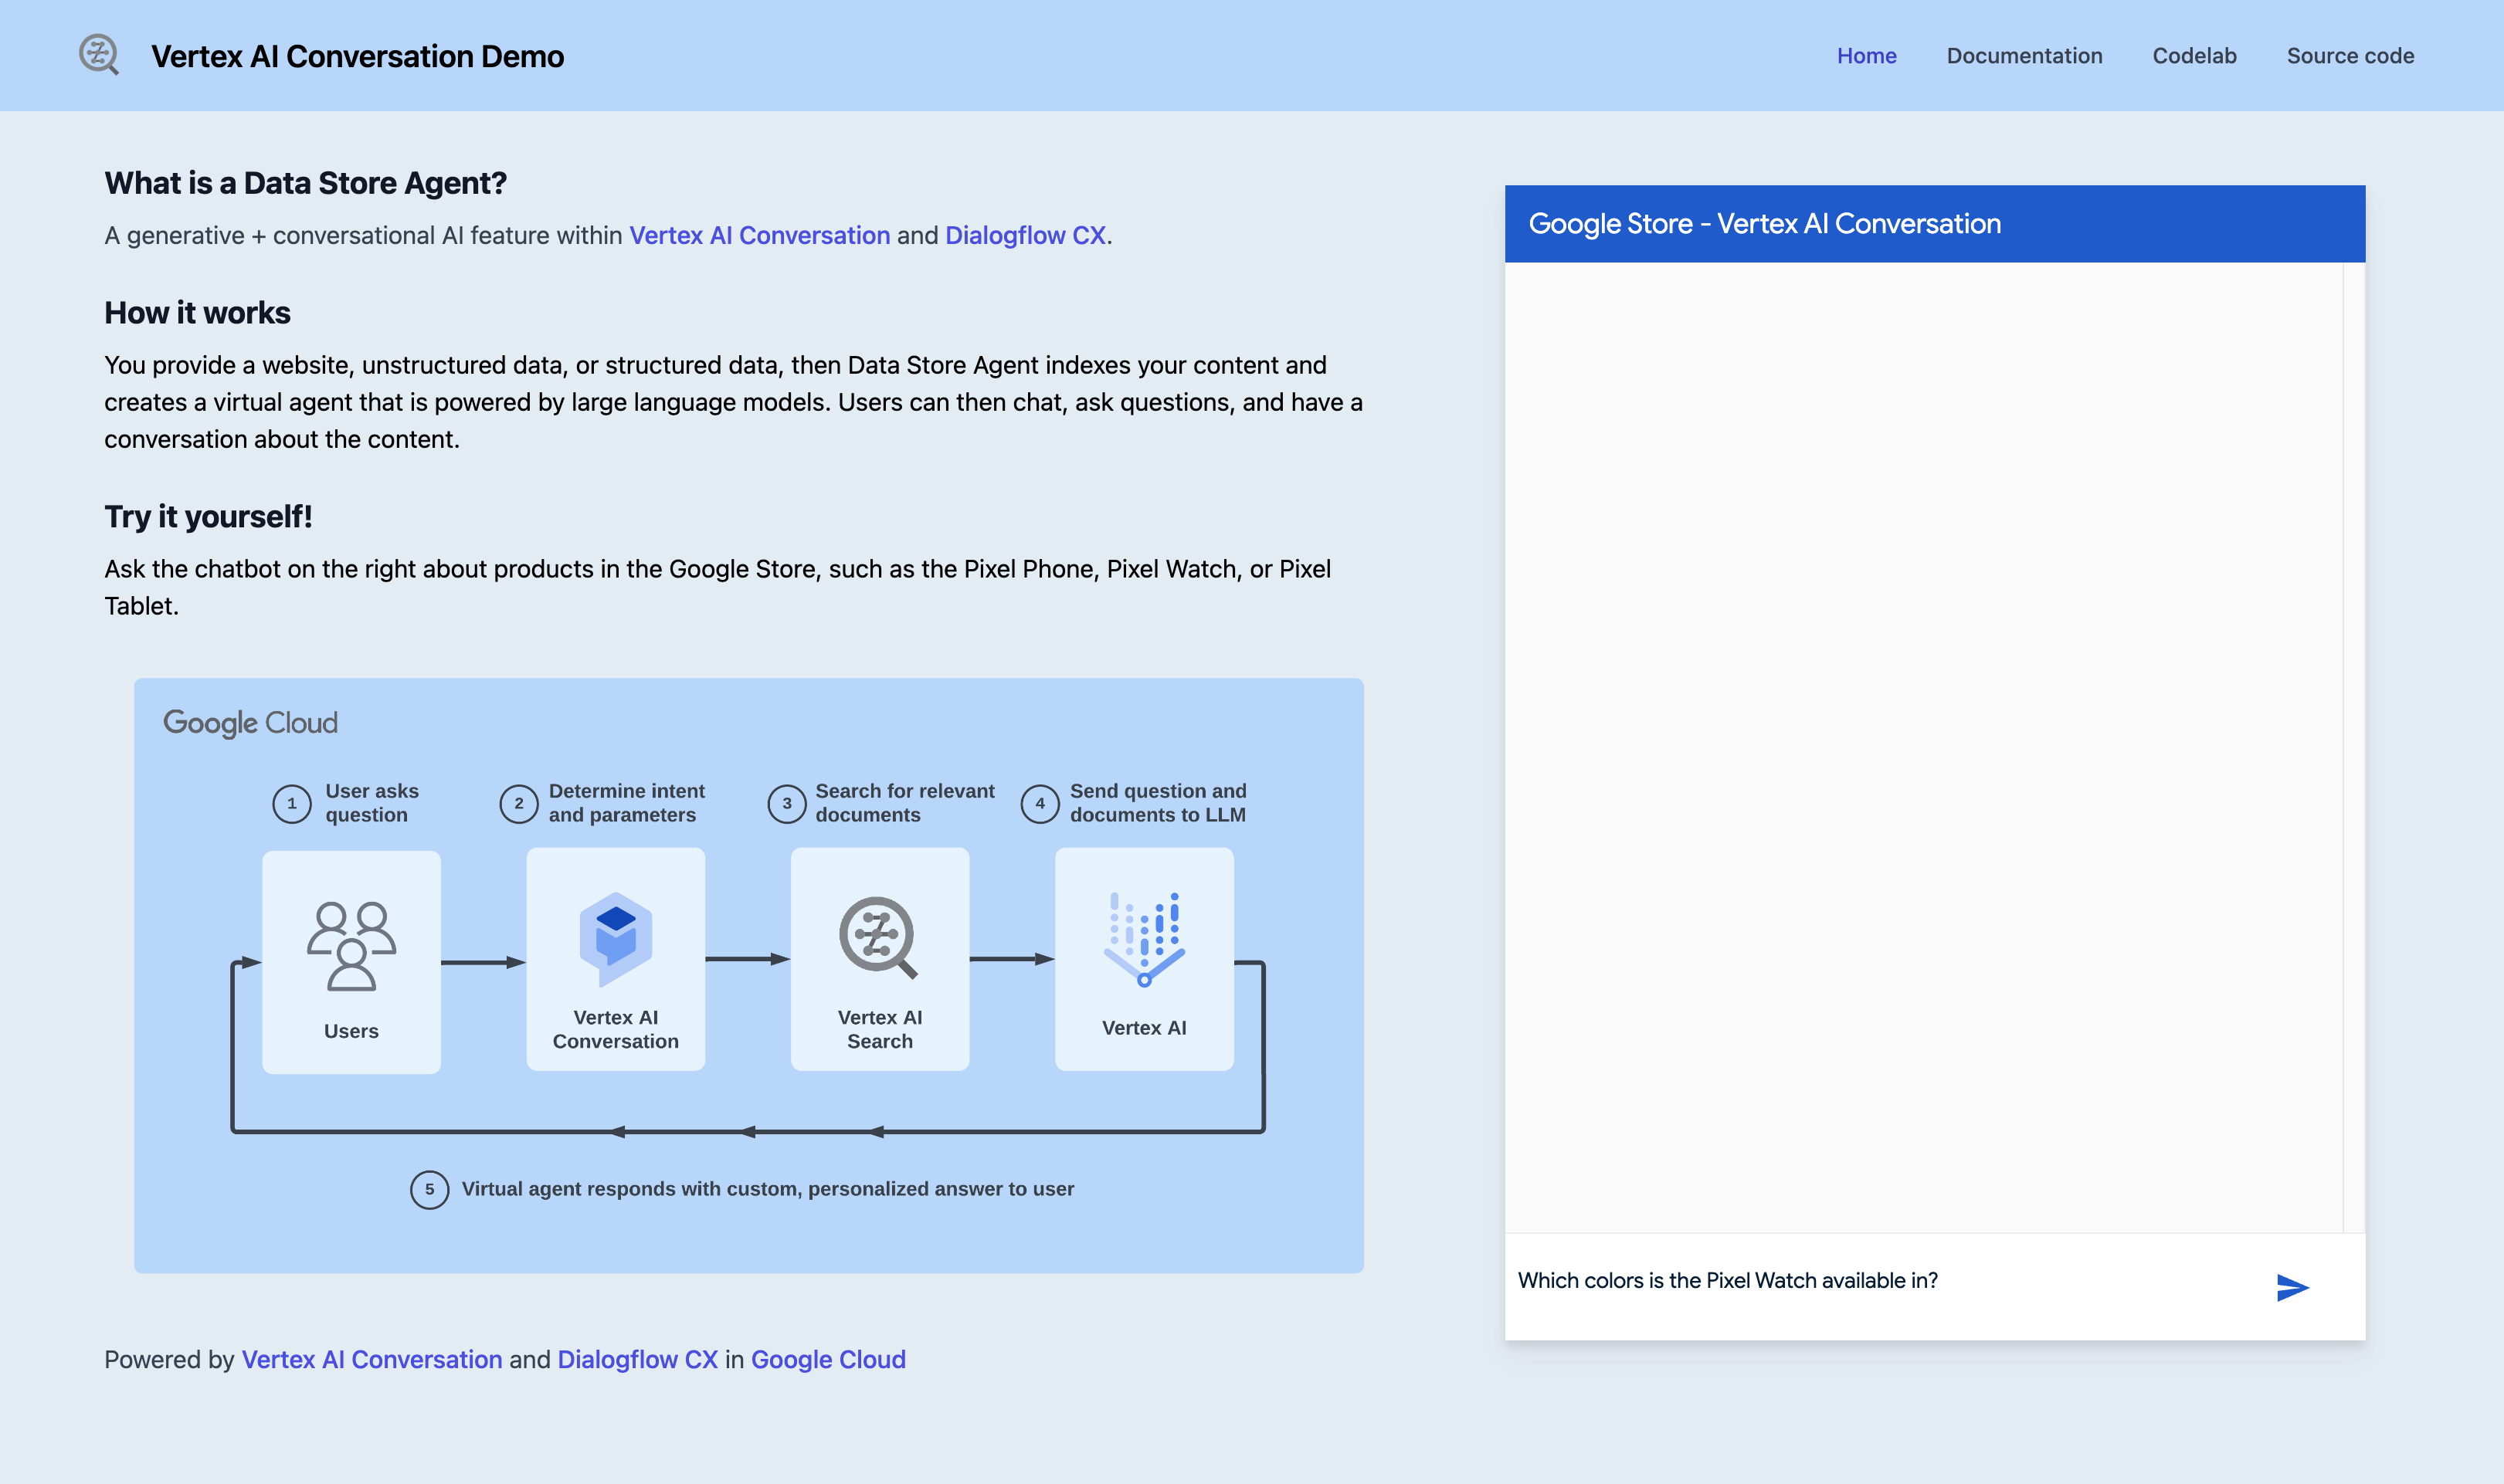 Vertex AI Conversation Demo
Home
Documentation
Codelab
Source code
What is a Data Store Agent?
A generative + conversational AI feature within Vertex AI Conversation and Dialogflow CX.
How it works
You provide a website, unstructured data, or structured data, then Data Store Agent indexes your content and
creates a virtual agent that is powered by large language models. Users can then chat, ask questions, and have a
conversation about the content.
Try it yourself!
Ask the chatbot on the right about products in the Google Store, such as the Pixel Phone, Pixel Watch, or Pixel
Tablet.
Google Cloud
1 User asks
question
2 Determine intent
and parameters
3 Search for relevant
documents
4 Send question and
documents to LLM
Users
Vertex AI
Conversation
Vertex AI
Search
Vertex AI
5 Virtual agent responds with custom, personalized answer to user
Powered by Vertex AI Conversation and Dialogflow CX in Google Cloud
Google Store - Vertex AI Conversation
Which colors is the Pixel Watch available in?